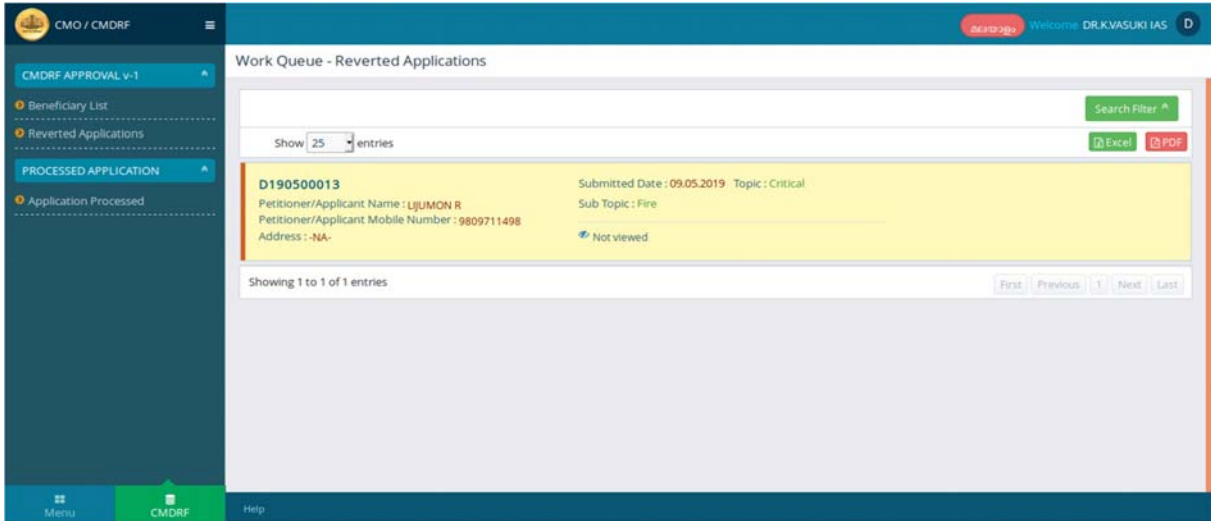 CMO / CMDRF
മലയാളം Welcome DR.K.VASUKI IAS D
CMDRF APPROVAL v-1
Beneficiary List
Reverted Applications
PROCESSED APPLICATION
Application Processed
Work Queue - Reverted Applications
Search Filter
Show 25 entries
Excel PDF
D190500013
Petitioner/Applicant Name : LIJUMON R
Petitioner/Applicant Mobile Number : 9809711498
Address : -NA-
Submitted Date : 09.05.2019 Topic : Critical
Sub Topic : Fire
Not viewed
Showing 1 to 1 of 1 entries
First Previous 1 Next Last
Menu CMDRF
Help